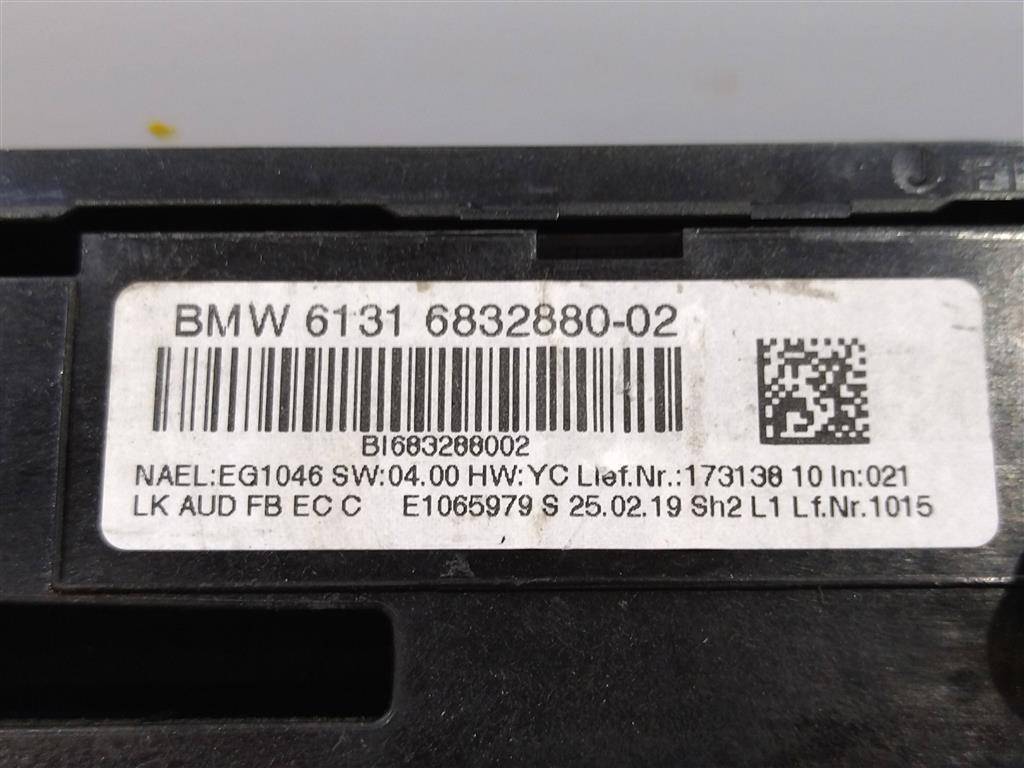 BMW 6131 6832880-02
BI683288002
NAEL:EG1046 SW:04.00 HW:YC Lief.Nr.:173138 10 In:021
LK AUD FB EC C E1065979 S 25.02.19 Sh2 L1 Lf.Nr.1015